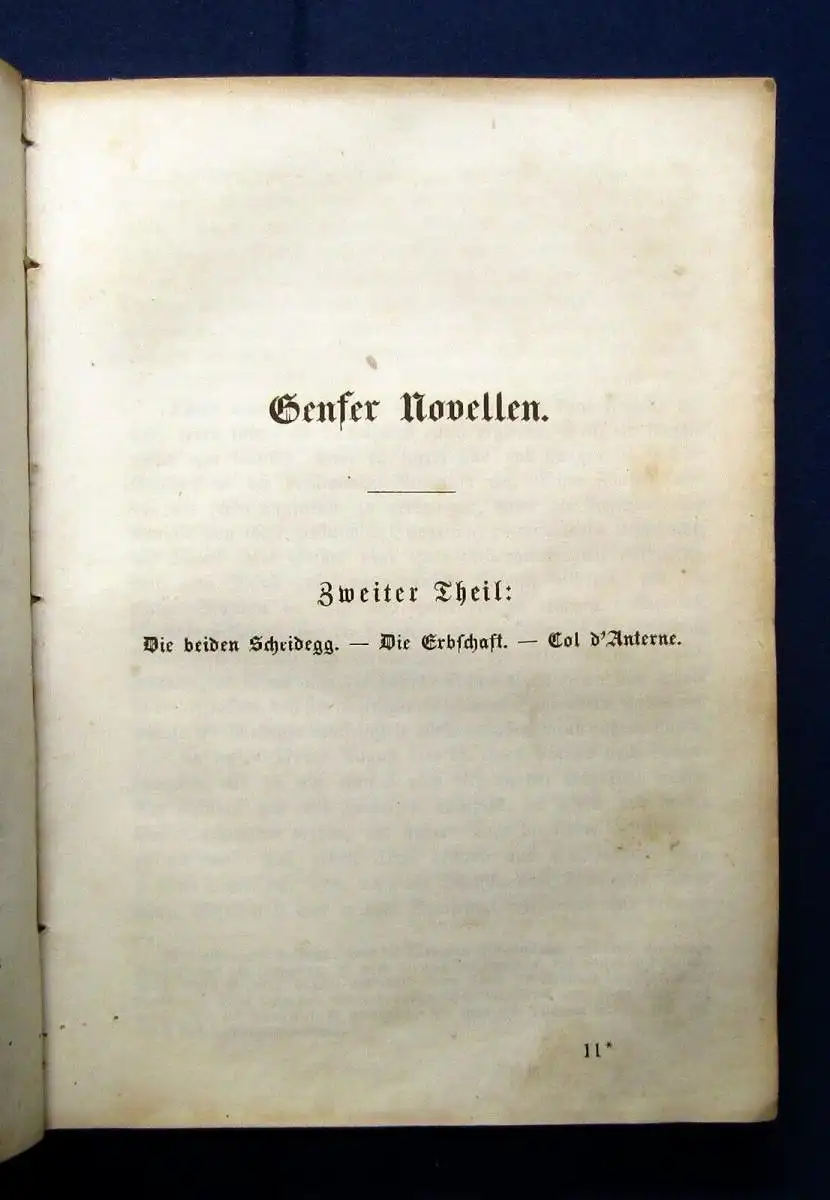 Genfer Novellen.
Zweiter Theil:
Die beiden Scheidegg. — Die Erbschaft. — Col d'Anterne.
11*